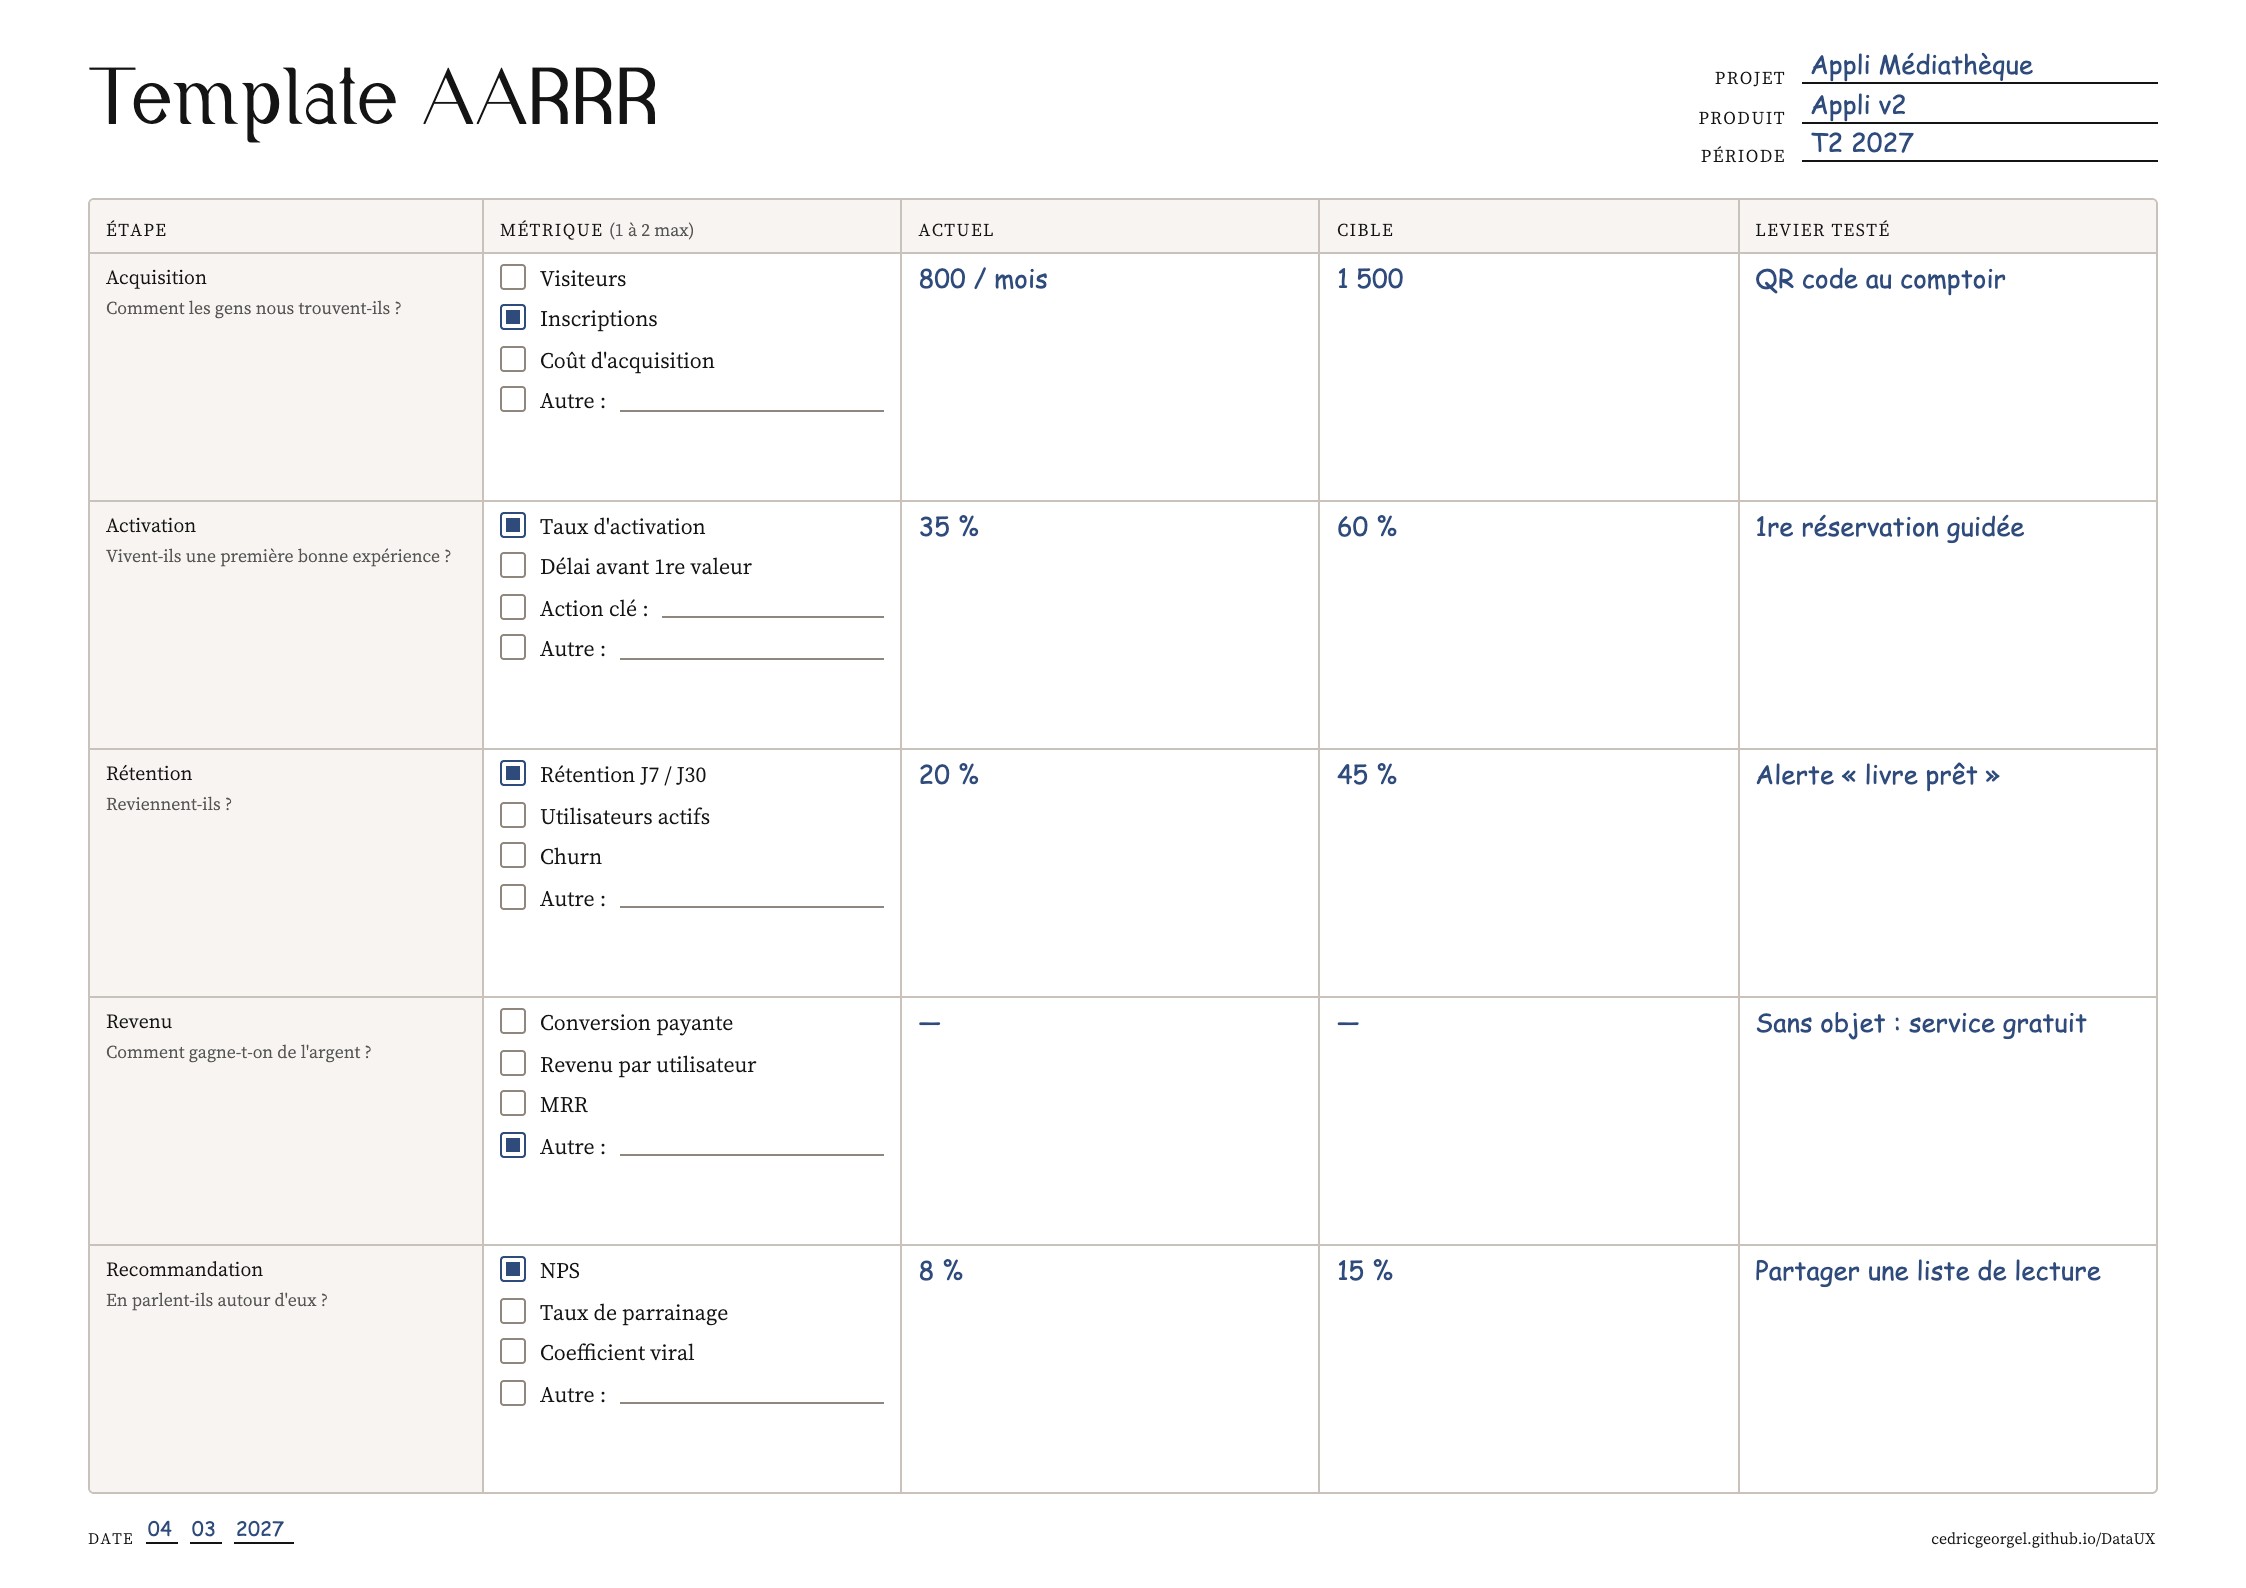 Template AARRR
PROJET Appli Médiathèque
PRODUIT Appli v2
PÉRIODE T2 2027
ÉTAPE MÉTRIQUE (1 à 2 max) ACTUEL CIBLE LEVIER TESTÉ
Acquisition
Comment les gens nous trouvent-ils ?
Visiteurs
Inscriptions
Coût d'acquisition
Autre :
800 / mois
1 500
QR code au comptoir
Activation
Vivent-ils une première bonne expérience ?
Taux d'activation
Délai avant 1re valeur
Action clé :
Autre :
35 %
60 %
1re réservation guidée
Rétention
Reviennent-ils ?
Rétention J7 / J30
Utilisateurs actifs
Churn
Autre :
20 %
45 %
Alerte « livre prêt »
Revenu
Comment gagne-t-on de l'argent ?
Conversion payante
Revenu par utilisateur
MRR
Autre :
—
—
Sans objet : service gratuit
Recommandation
En parlent-ils autour d'eux ?
NPS
Taux de parrainage
Coefficient viral
Autre :
8 %
15 %
Partager une liste de lecture
DATE 04 03 2027
cedricgeorgel.github.io/DataUX